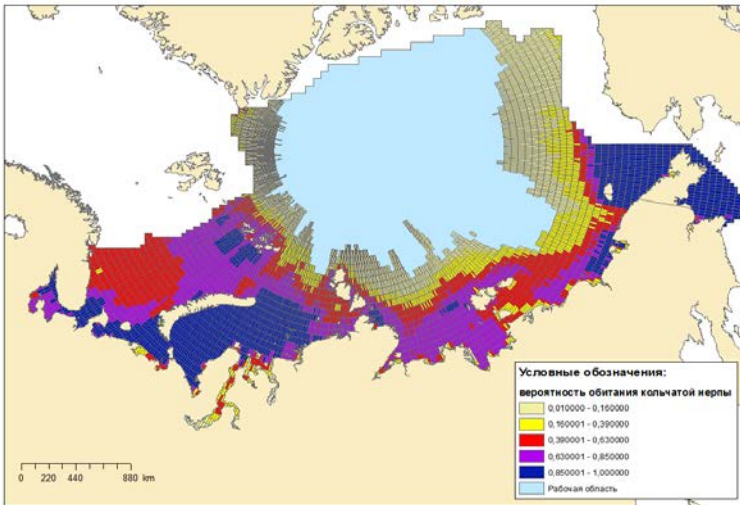 Условные обозначения:
вероятность обитания кольчатой нерпы
0,010000 - 0,160000
0,160001 - 0,390000
0,390001 - 0,630000
0,630001 - 0,850000
0,850001 - 1,000000
Рабочая область
0 220 440 880 km